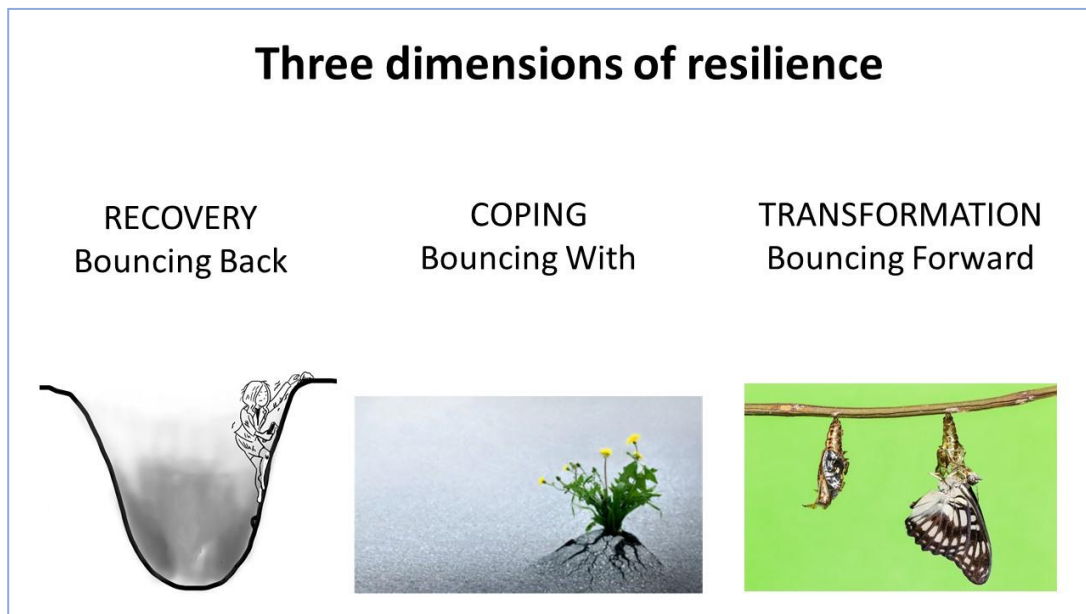 Three dimensions of resilience
RECOVERY
Bouncing Back
COPING
Bouncing With
TRANSFORMATION
Bouncing Forward